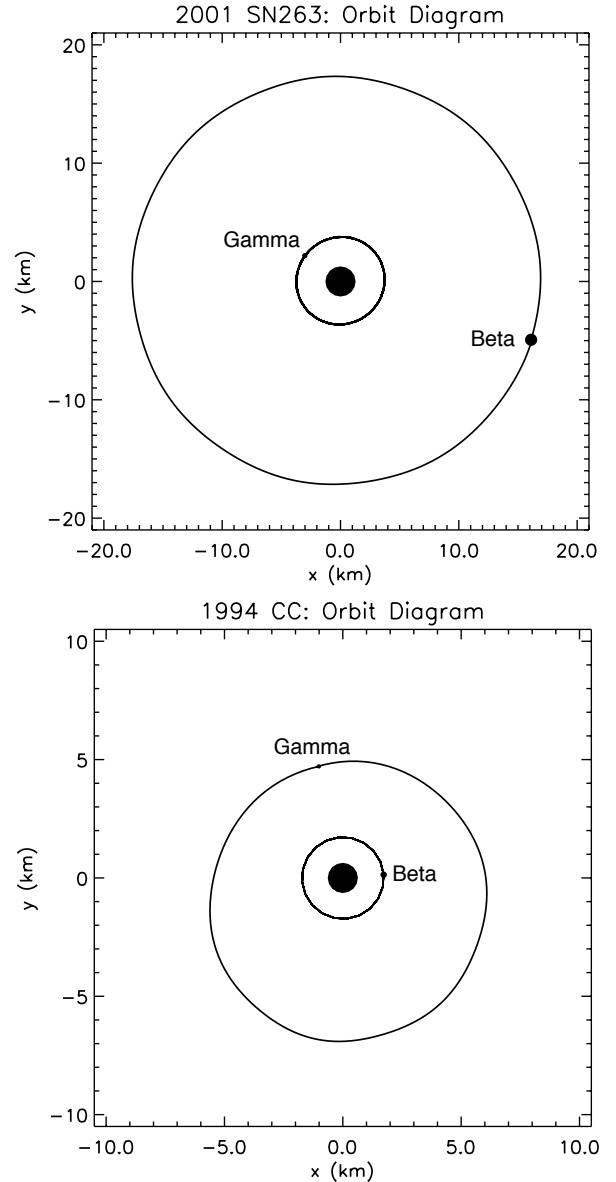 2001 SN263: Orbit Diagram
20
10
0
−10
−20
y (km)
Gamma
Beta
−20.0 −10.0 0.0 10.0 20.0
x (km)
1994 CC: Orbit Diagram
10
5
0
−5
−10
y (km)
Gamma
Beta
−10.0 −5.0 0.0 5.0 10.0
x (km)